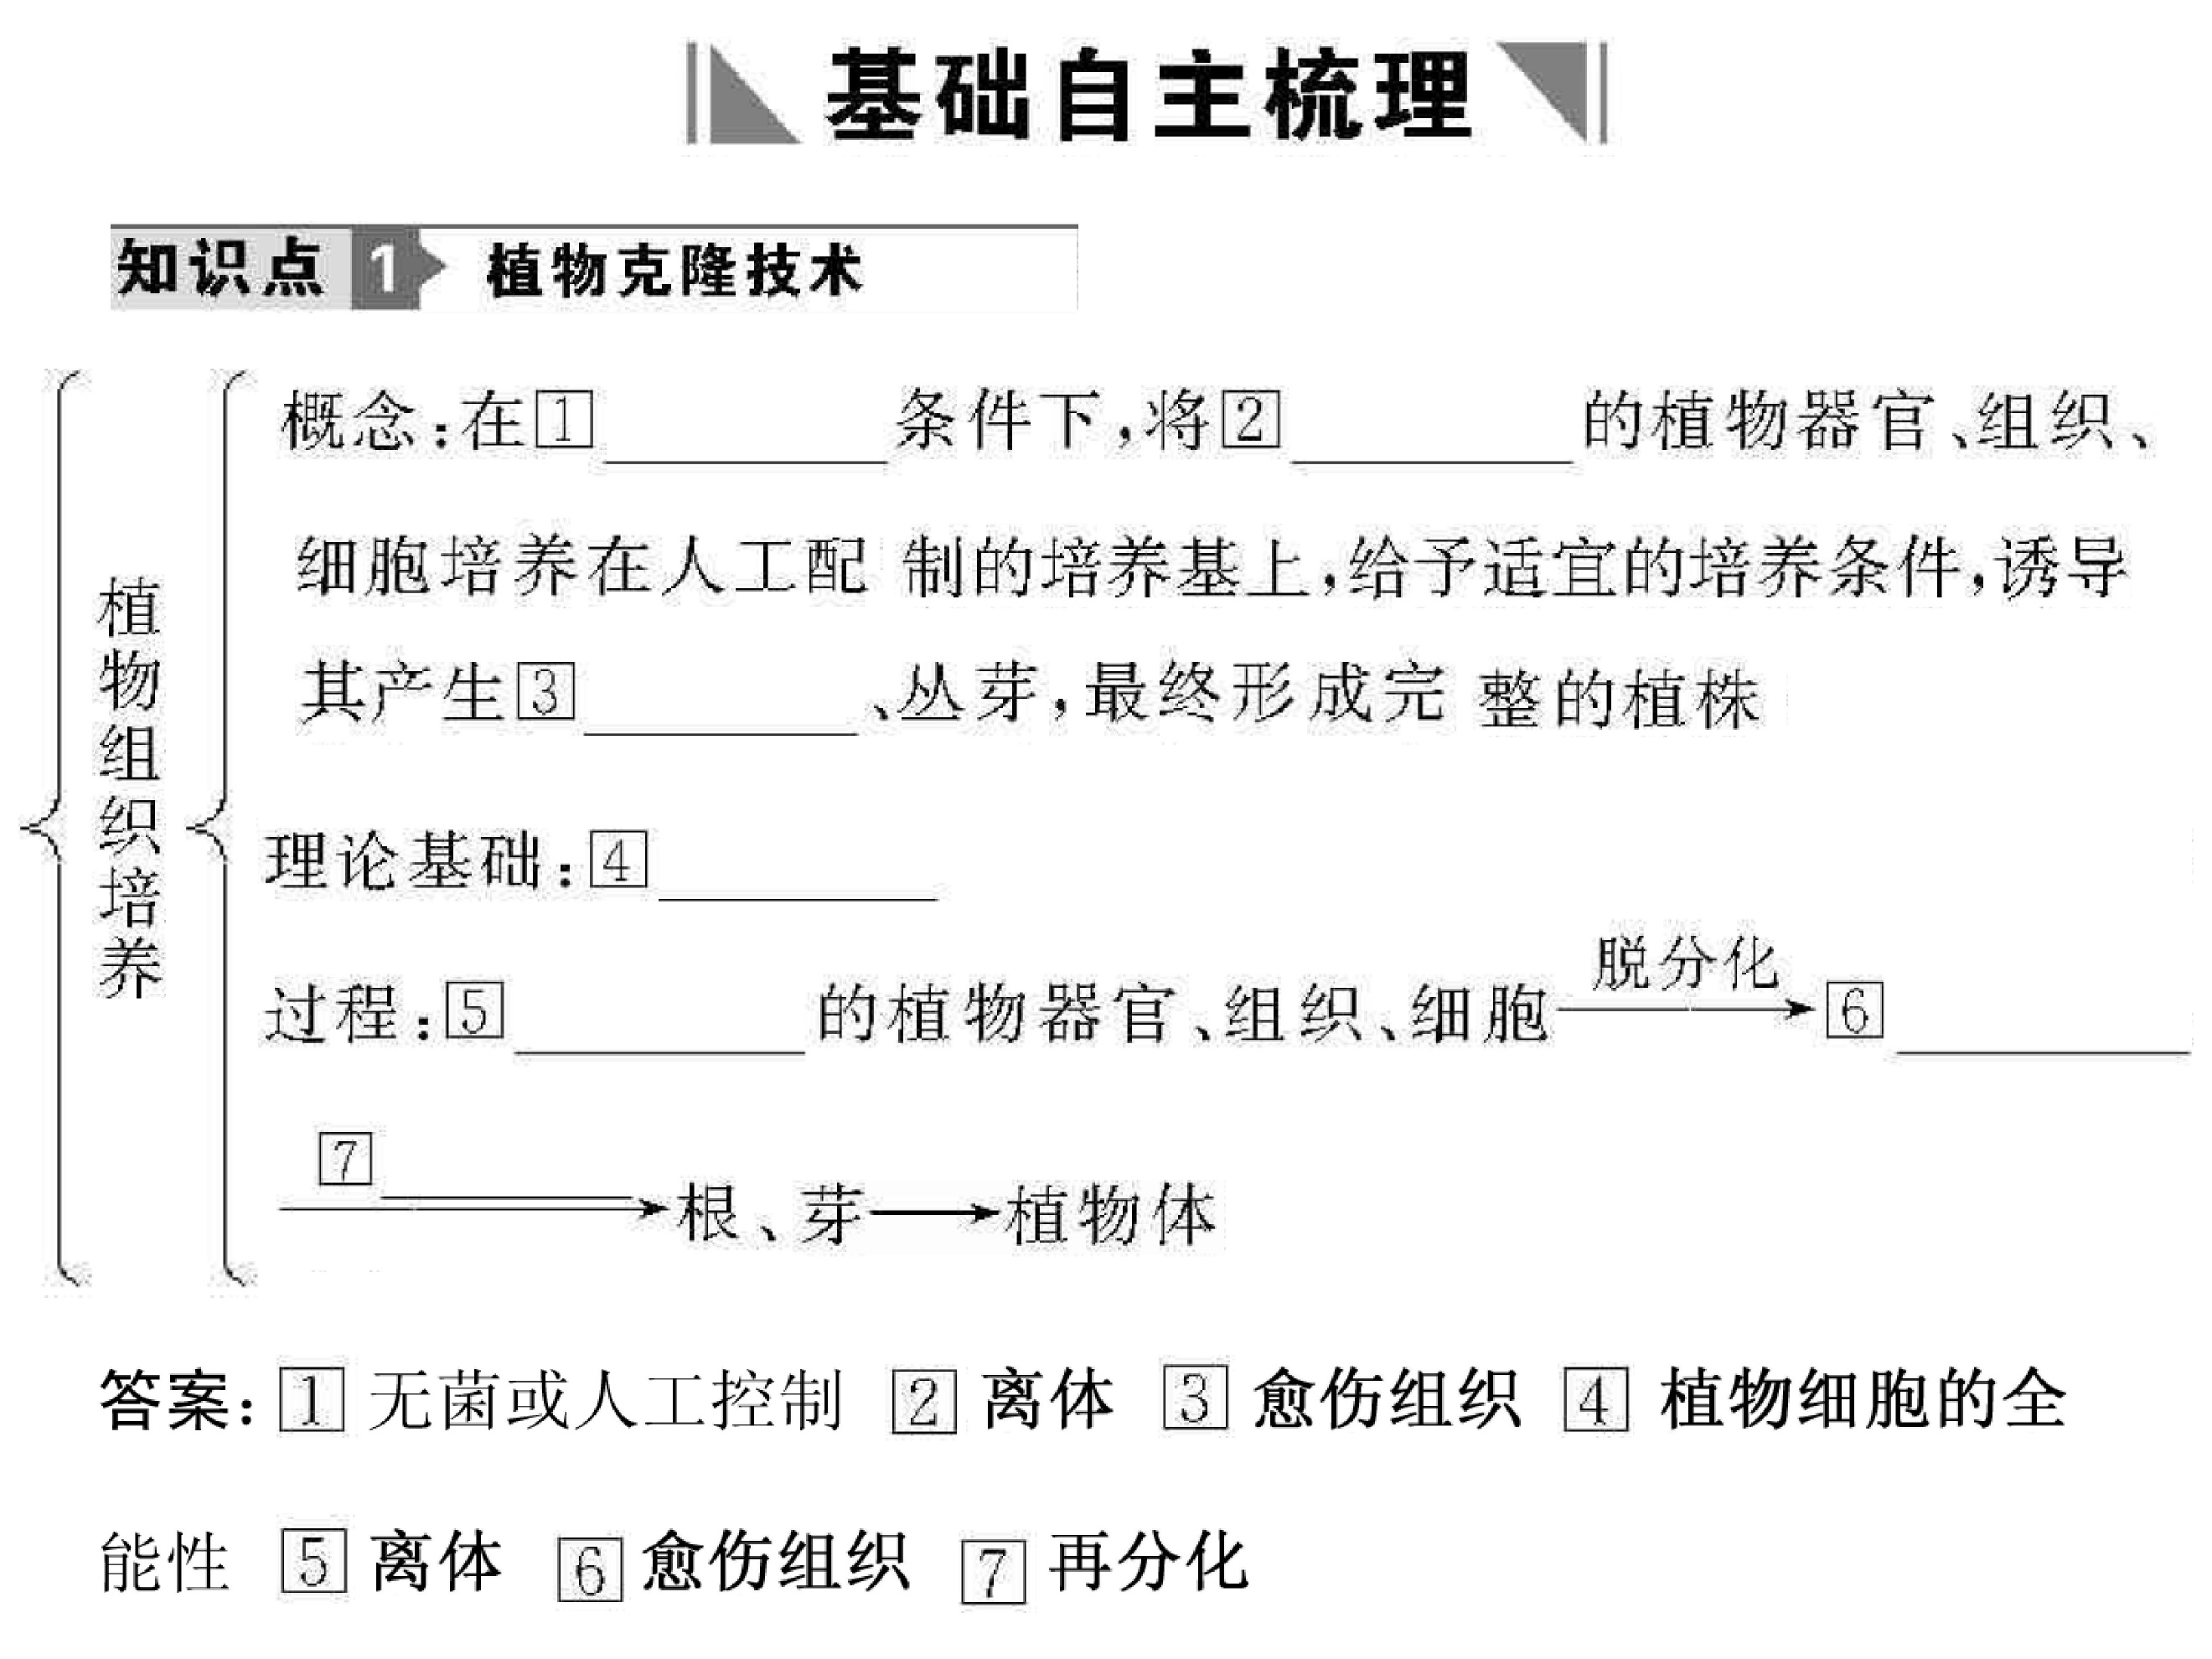 基础自主梳理
知识点 1 植物克隆技术
植物组织培养
概念:在1________条件下,将2________的植物器官、组织、
细胞培养在人工配 制的培养基上,给予适宜的培养条件,诱导
其产生3________、丛芽,最终形成完 整的植株
理论基础:4________
过程:5________的植物器官、组织、细胞 脱分化→ 6________
7________→根、芽→植物体
答案: 1 无菌或人工控制 2 离体 3 愈伤组织 4 植物细胞的全
能性 5 离体 6 愈伤组织 7 再分化